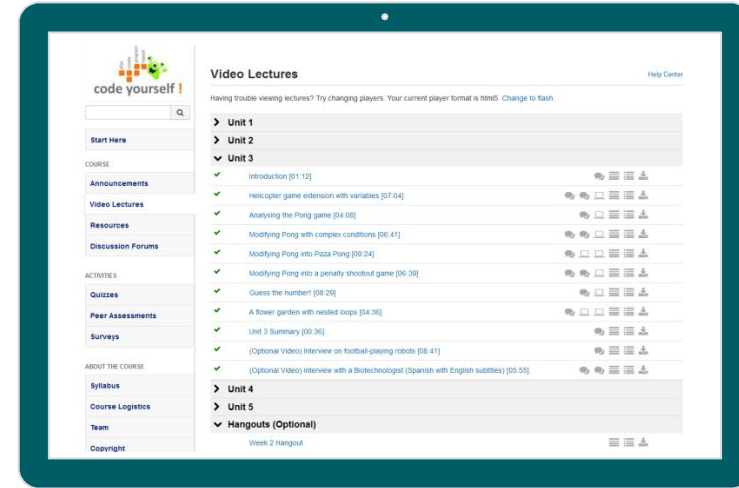 play
create
program
repeat
code yourself !
Start Here
COURSE
Announcements
Video Lectures
Resources
Discussion Forums
ACTIVITIES
Quizzes
Peer Assessments
Surveys
ABOUT THE COURSE
Syllabus
Course Logistics
Team
Copyright
Video Lectures
Help Center
Having trouble viewing lectures? Try changing players. Your current player format is html5. Change to flash.
Unit 1
Unit 2
Unit 3
Introduction [01:12]
Helicopter game extension with variables [07:04]
Analysing the Pong game [04:08]
Modifying Pong with complex conditions [06:41]
Modifying Pong into Pizza Pong [09:24]
Modifying Pong into a penalty shootout game [06:39]
Guess the number! [08:29]
A flower garden with nested loops [04:36]
Unit 3 Summary [00:36]
(Optional Video) Interview on football-playing robots [08:41]
(Optional Video) Interview with a Biotechnologist (Spanish with English subtitles) [05:55]
Unit 4
Unit 5
Hangouts (Optional)
Week 2 Hangout